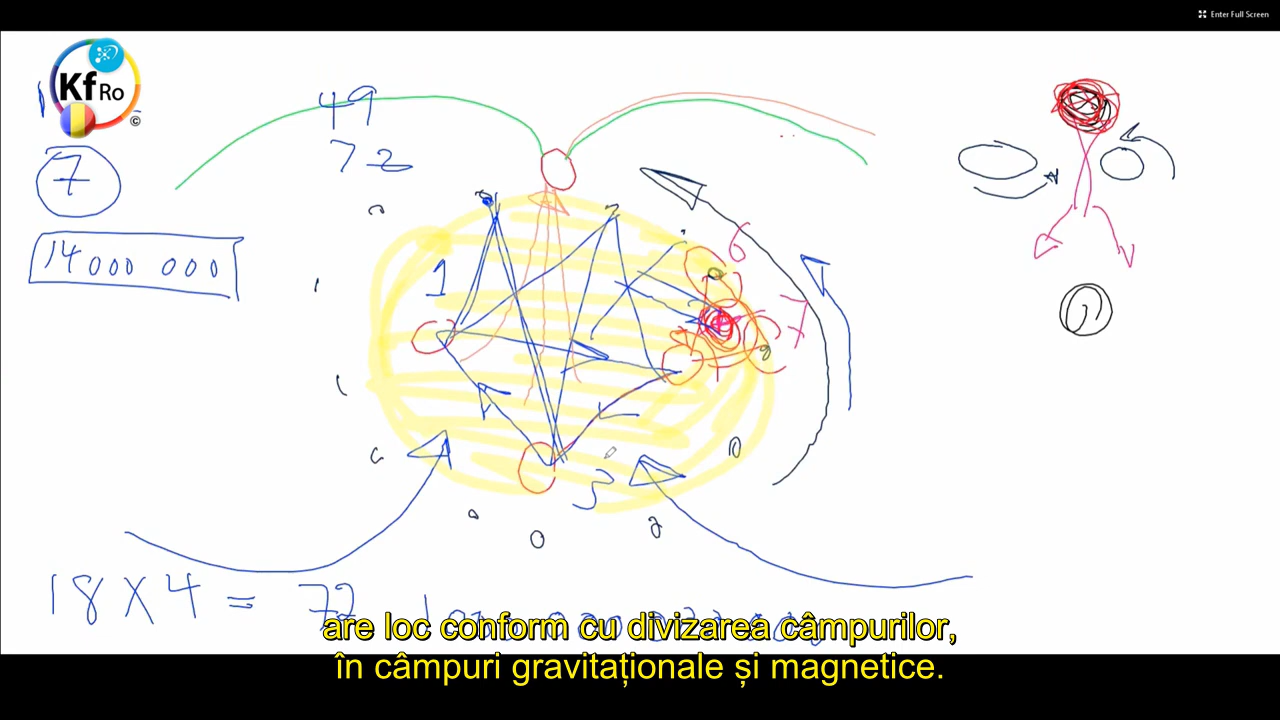 Enter Full Screen
Kf Ro
©
49
72
7
14 000 000
6
1
7
3
18 X 4 = 72
are loc conform cu divizarea câmpurilor,
în câmpuri gravitaționale și magnetice.